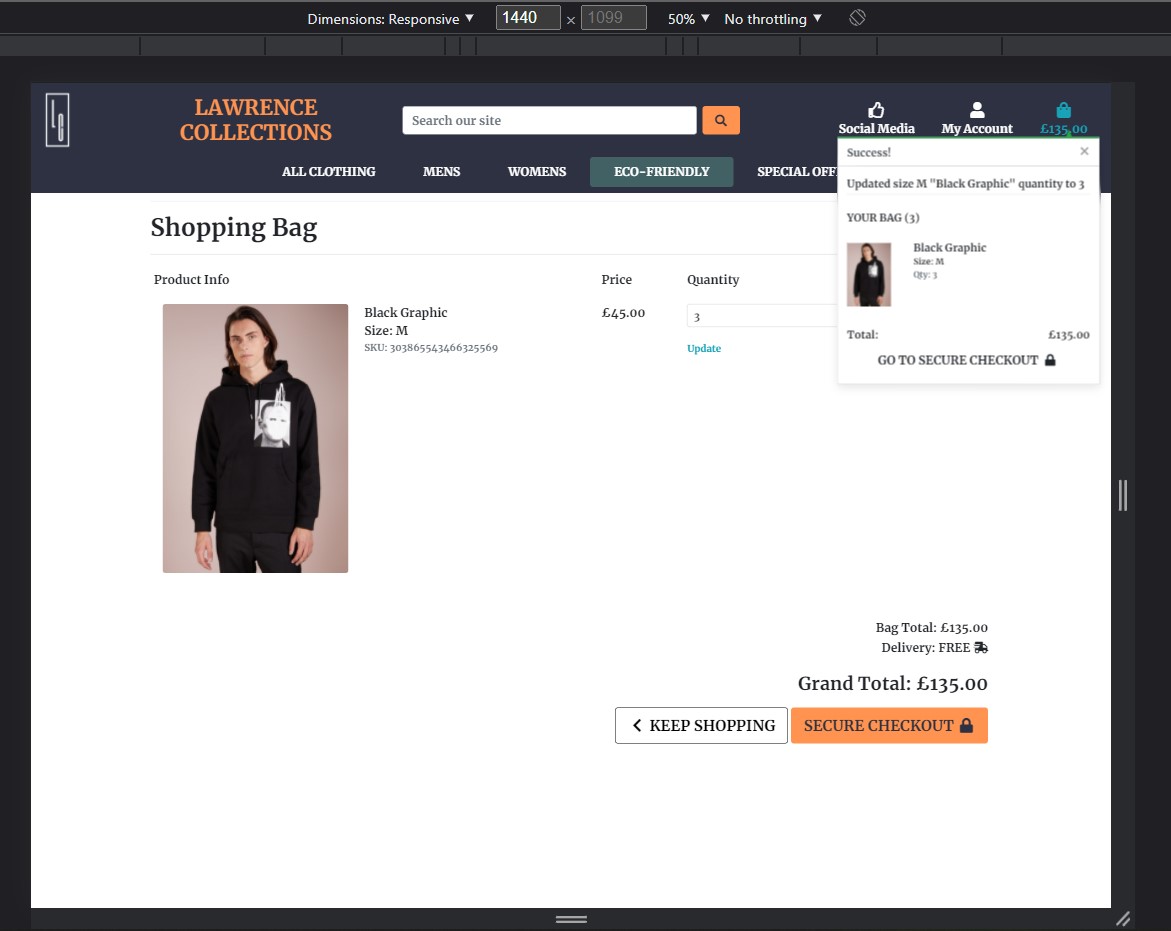 Dimensions: Responsive ▼ 1440 × 1099 50% ▼ No throttling ▼
LAWRENCE
COLLECTIONS
Search our site
Social Media
My Account
£135.00
ALL CLOTHING MENS WOMENS ECO-FRIENDLY SPECIAL OFF
Success! ×
Updated size M "Black Graphic" quantity to 3
YOUR BAG (3)
Black Graphic
Size: M
Qty: 3
Total: £135.00
GO TO SECURE CHECKOUT
Shopping Bag
Product Info Price Quantity
Black Graphic
Size: M
SKU: 303865543466325569
£45.00
3
Update
Bag Total: £135.00
Delivery: FREE
Grand Total: £135.00
KEEP SHOPPING
SECURE CHECKOUT